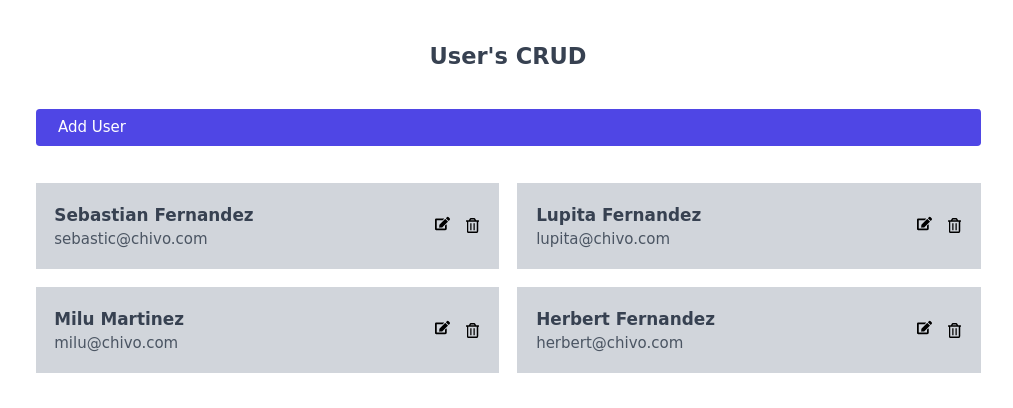 User's CRUD
Add User
Sebastian Fernandez
sebastic@chivo.com
Lupita Fernandez
lupita@chivo.com
Milu Martinez
milu@chivo.com
Herbert Fernandez
herbert@chivo.com